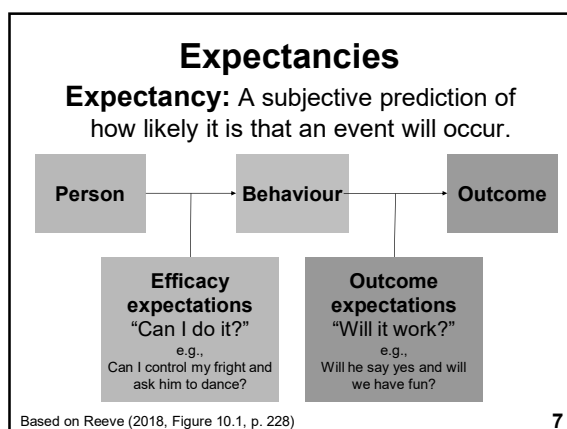 Expectancies
Expectancy: A subjective prediction of
how likely it is that an event will occur.
Person
Behaviour
Outcome
Efficacy
expectations
“Can I do it?”
e.g.,
Can I control my fright and
ask him to dance?
Outcome
expectations
“Will it work?”
e.g.,
Will he say yes and will
we have fun?
Based on Reeve (2018, Figure 10.1, p. 228)
7